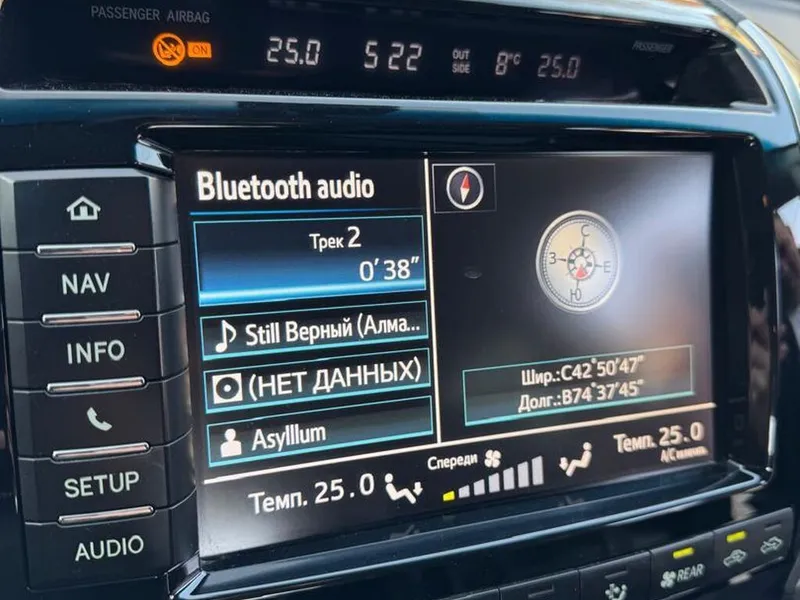 PASSENGER AIRBAG
ON
25.0
5 22
OUT SIDE
8°C
25.0
PASSENGER
NAV
INFO
SETUP
AUDIO
Bluetooth audio
Трек 2
0'38"
Still Верный (Алма...
(НЕТ ДАННЫХ)
Asylllum
С
З
Е
Ю
Шир.:С42°50'47"
Долг.:В74°37'45"
Темп. 25.0
Спереди
Темп. 25.0
REAR